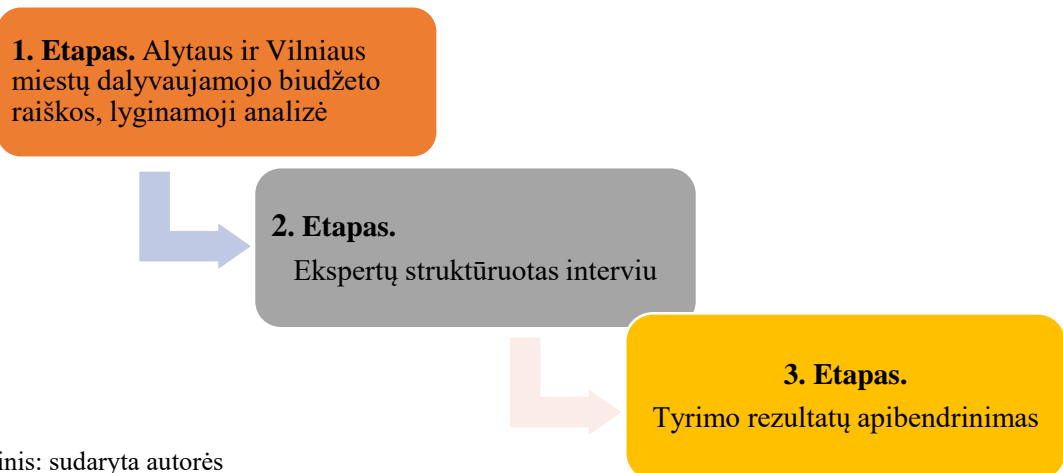 1. Etapas. Alytaus ir Vilniaus
miestų dalyvaujamojo biudžeto
raiškos, lyginamoji analizė
2. Etapas.
Ekspertų struktūruotas interviu
3. Etapas.
Tyrimo rezultatų apibendrinimas
sudaryta autorės